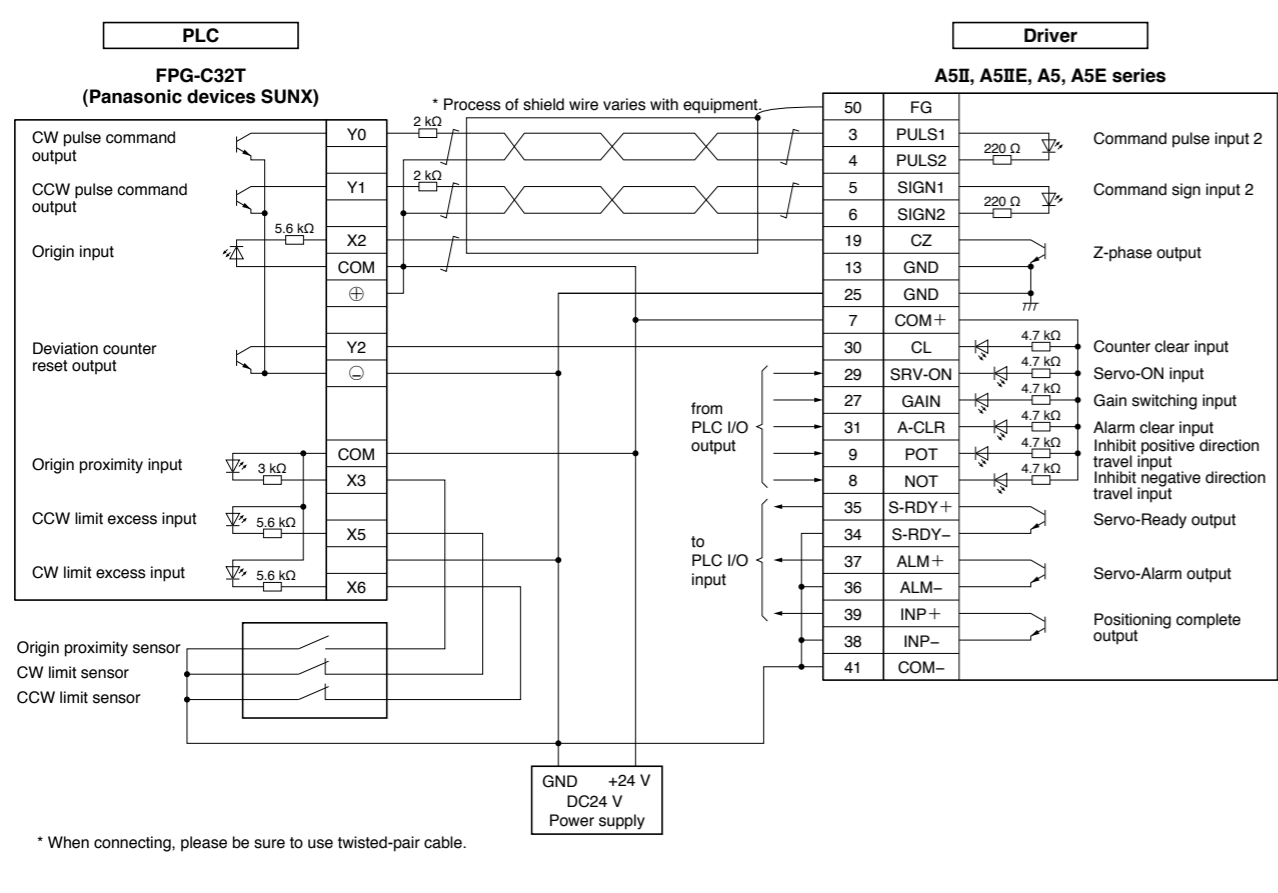 PLC
Driver
FPG-C32T
(Panasonic devices SUNX)
A5Ⅱ, A5ⅡE, A5, A5E series
* Process of shield wire varies with equipment.
CW pulse command
output
CCW pulse command
output
Origin input
5.6 kΩ
Deviation counter
reset output
Origin proximity input
3 kΩ
CCW limit excess input
5.6 kΩ
CW limit excess input
5.6 kΩ
Y0
Y1
X2
COM
⊕
Y2
⊖
COM
X3
X5
X6
2 kΩ
2 kΩ
from
PLC I/O
output
to
PLC I/O
input
50 FG
3 PULS1
4 PULS2
5 SIGN1
6 SIGN2
19 CZ
13 GND
25 GND
7 COM+
30 CL
29 SRV-ON
27 GAIN
31 A-CLR
9 POT
8 NOT
35 S-RDY+
34 S-RDY−
37 ALM+
36 ALM−
39 INP+
38 INP−
41 COM−
220 Ω
220 Ω
4.7 kΩ
4.7 kΩ
4.7 kΩ
4.7 kΩ
4.7 kΩ
4.7 kΩ
Command pulse input 2
Command sign input 2
Z-phase output
Counter clear input
Servo-ON input
Gain switching input
Alarm clear input
Inhibit positive direction
travel input
Inhibit negative direction
travel input
Servo-Ready output
Servo-Alarm output
Positioning complete
output
Origin proximity sensor
CW limit sensor
CCW limit sensor
GND +24 V
DC24 V
Power supply
* When connecting, please be sure to use twisted-pair cable.